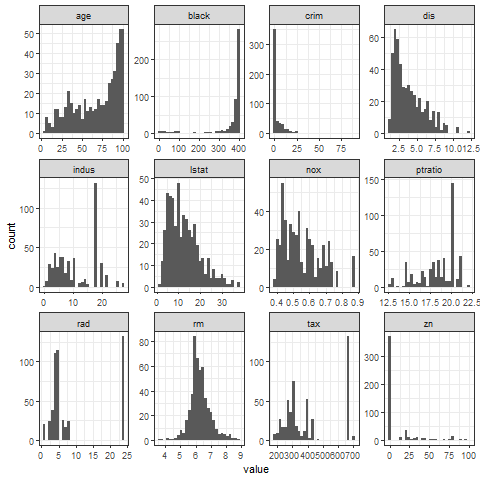 age black crim dis
50 40 30 20 10 0
0 25 50 75 100
200 100 0
0 100 200 300 400
300 200 100 0
0 25 50 75
60 40 20 0
2.5 5.0 7.5 10.0 12.5
indus lstat nox ptratio
100 50 0
0 10 20
50 40 30 20 10 0
0 10 20 30
40 20 0
0.4 0.5 0.6 0.7 0.8 0.9
150 100 50 0
12.5 15.0 17.5 20.0 22.5
rad rm tax zn
100 50 0
0 5 10 15 20 25
80 60 40 20 0
4 5 6 7 8 9
100 50 0
200300400500600700
300 200 100 0
0 25 50 75 100
count
value